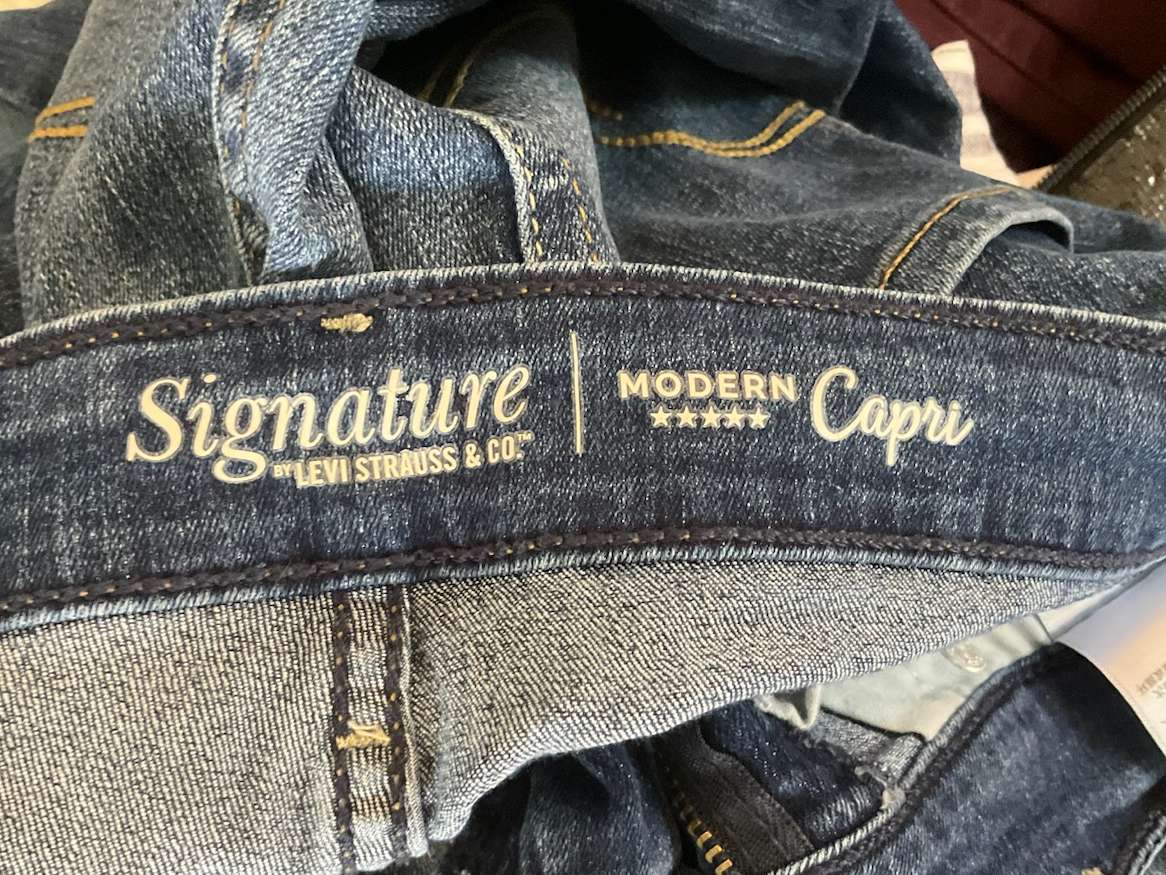 Signature
BY LEVI STRAUSS & CO.™
MODERN
★★★★★
Capri